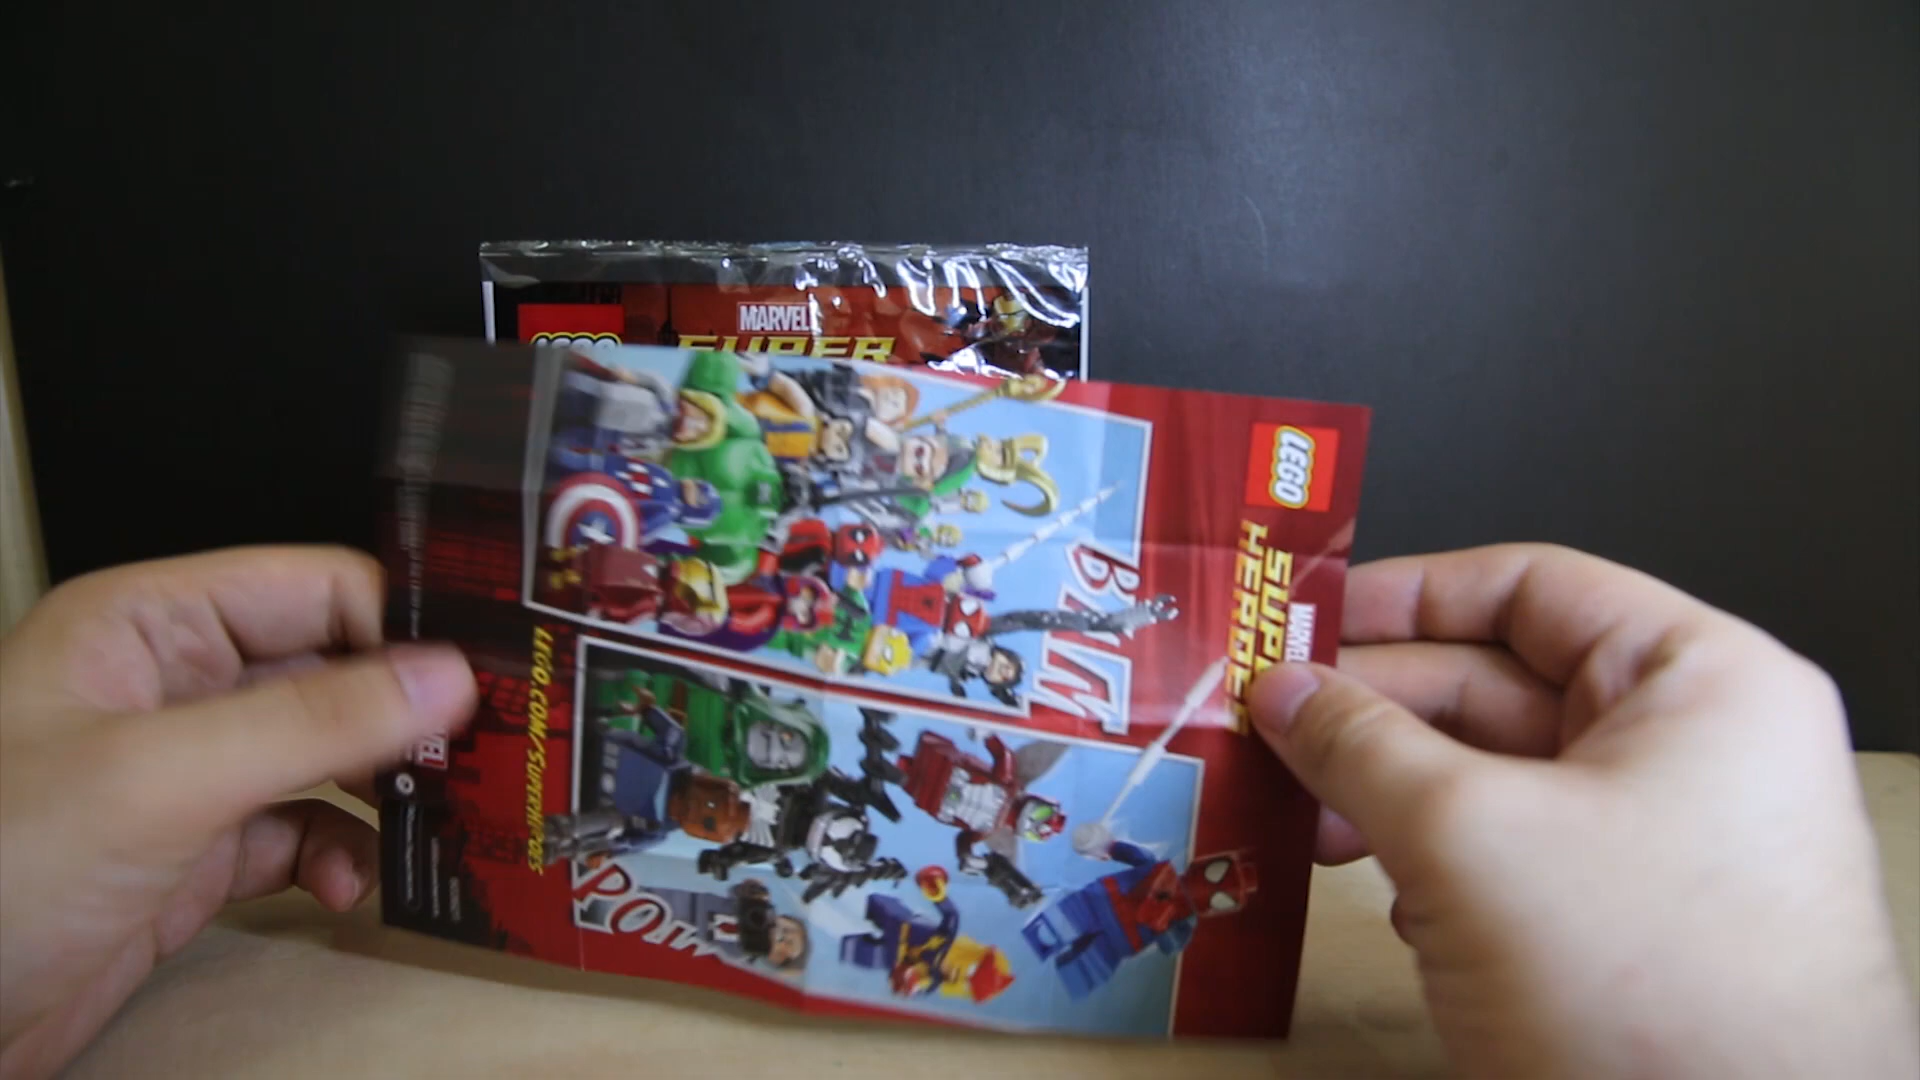 MARVEL
LEGO
SUPER
LEGO
MARVEL
SUPER
HEROES
BAM
POW
LEGO.COM/SUPERHEROES